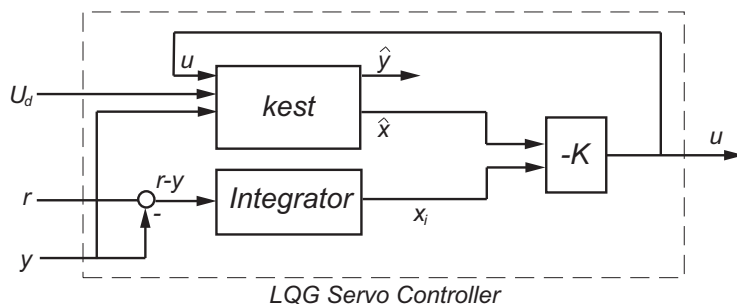 u
ŷ
U_d
kest
x̂
-K
u
r
r-y
-
Integrator
x_i
y
LQG Servo Controller